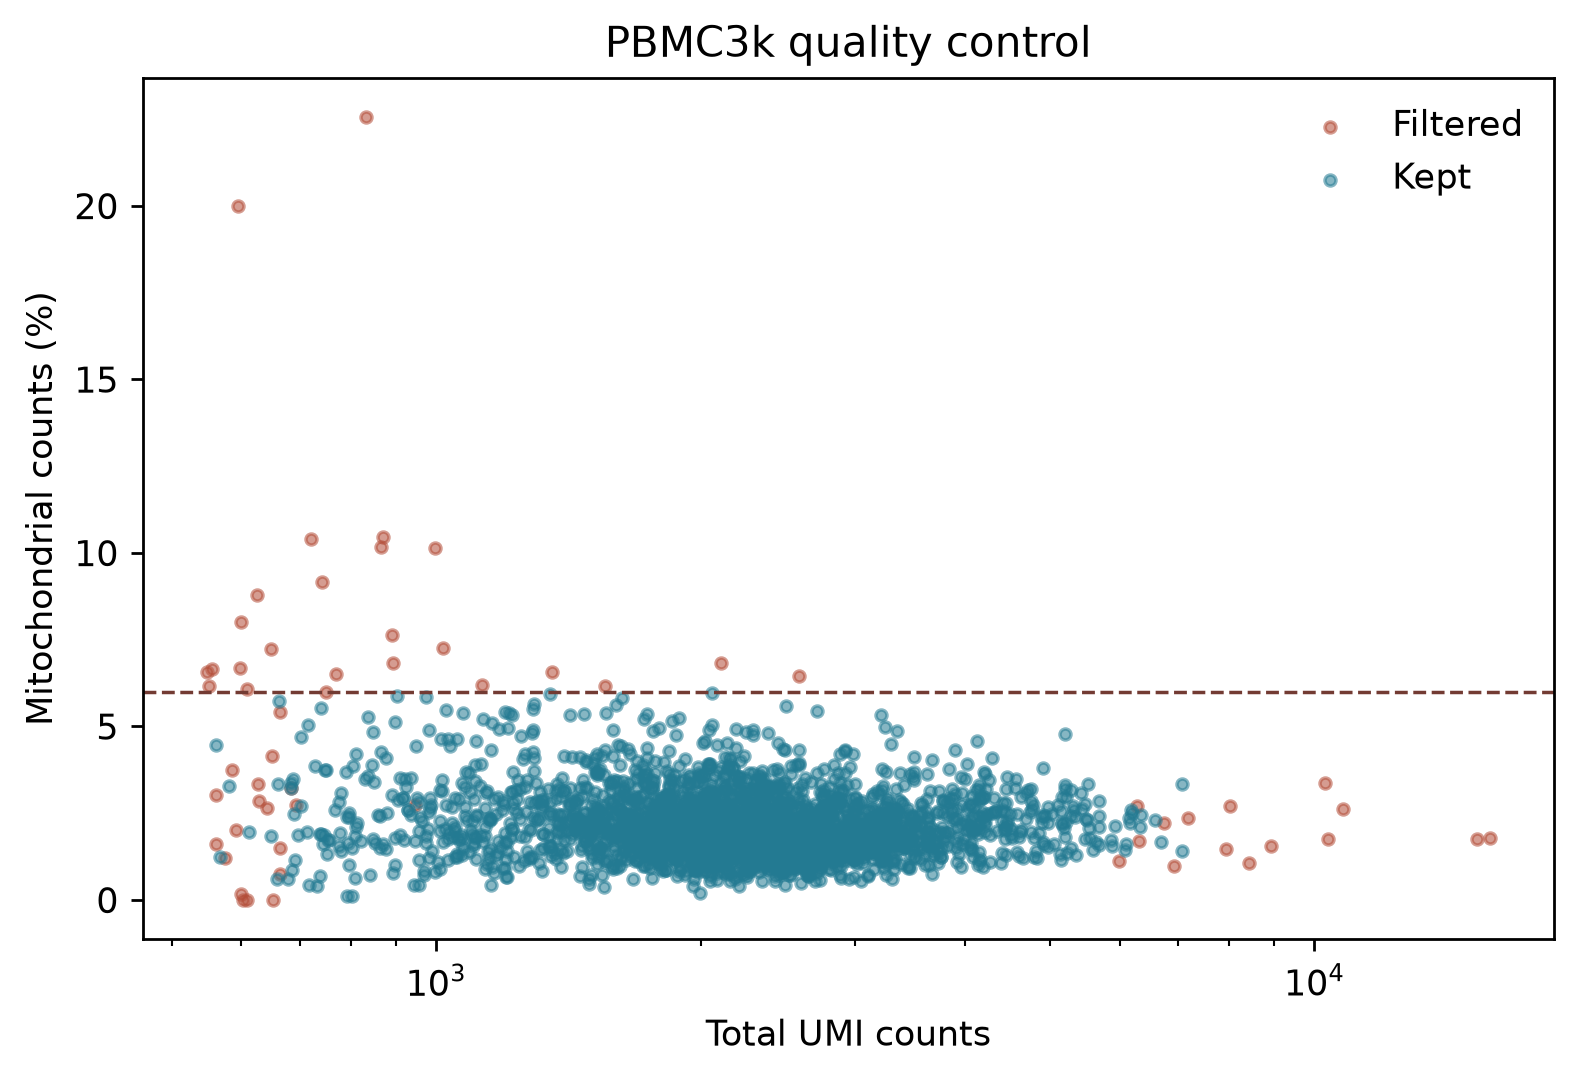 PBMC3k quality control
Filtered
Kept
Mitochondrial counts (%)
20
15
10
5
0
10³
10⁴
Total UMI counts